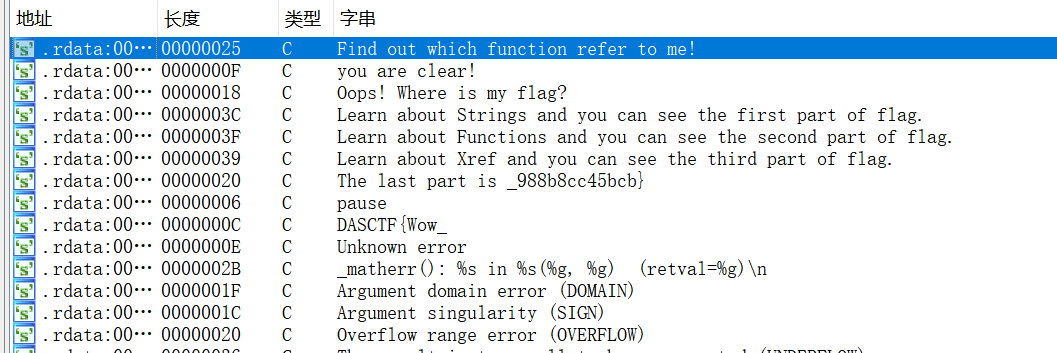 地址 长度 类型 字串
.rdata:00… 00000025 C Find out which function refer to me!
.rdata:00… 0000000F C you are clear!
.rdata:00… 00000018 C Oops! Where is my flag?
.rdata:00… 0000003C C Learn about Strings and you can see the first part of flag.
.rdata:00… 0000003F C Learn about Functions and you can see the second part of flag.
.rdata:00… 00000039 C Learn about Xref and you can see the third part of flag.
.rdata:00… 00000020 C The last part is _988b8cc45bcb}
.rdata:00… 00000006 C pause
.rdata:00… 0000000C C DASCTF{Wow_
.rdata:00… 0000000E C Unknown error
.rdata:00… 0000002B C _matherr(): %s in %s(%g, %g)  (retval=%g)\n
.rdata:00… 0000001F C Argument domain error (DOMAIN)
.rdata:00… 0000001C C Argument singularity (SIGN)
.rdata:00… 00000020 C Overflow range error (OVERFLOW)